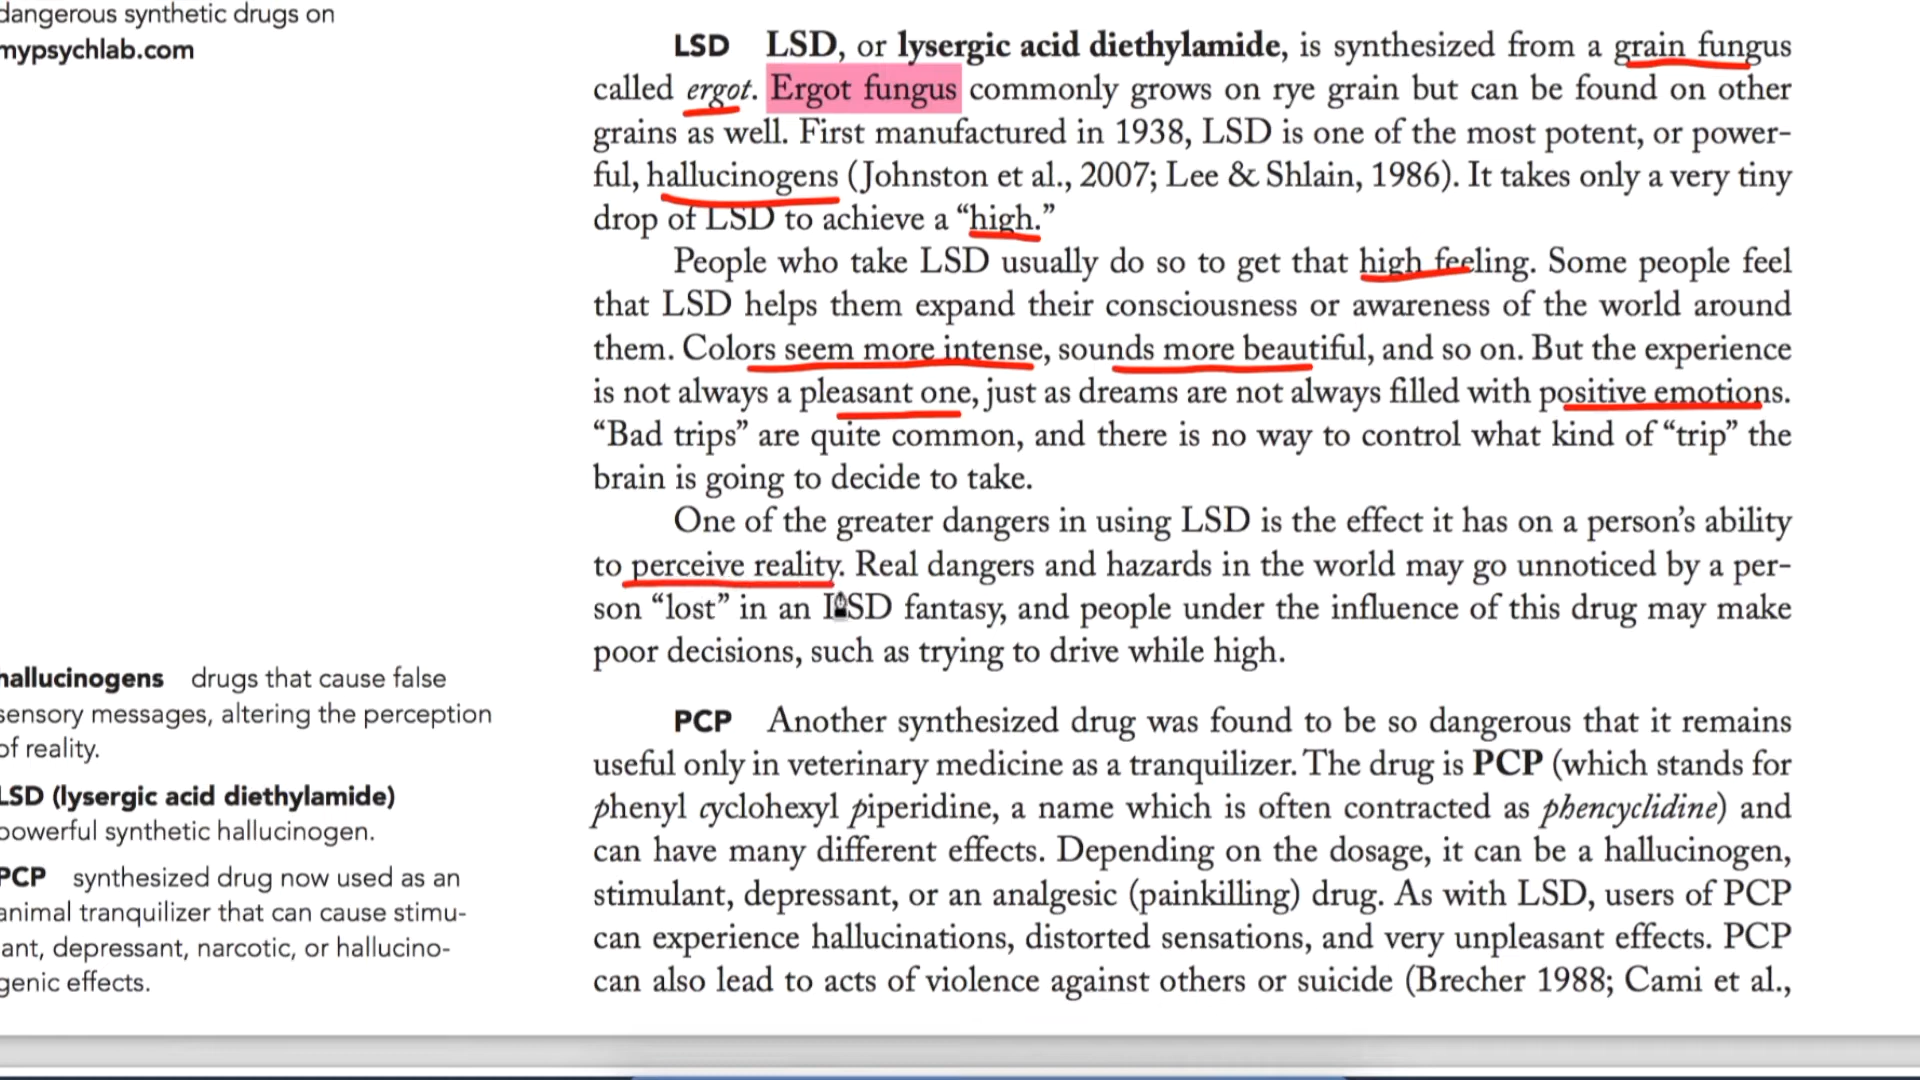 dangerous synthetic drugs on
mypsychlab.com
LSD LSD, or lysergic acid diethylamide, is synthesized from a grain fungus
called ergot. Ergot fungus commonly grows on rye grain but can be found on other
grains as well. First manufactured in 1938, LSD is one of the most potent, or power-
ful, hallucinogens (Johnston et al., 2007; Lee & Shlain, 1986). It takes only a very tiny
drop of LSD to achieve a “high.”
People who take LSD usually do so to get that high feeling. Some people feel
that LSD helps them expand their consciousness or awareness of the world around
them. Colors seem more intense, sounds more beautiful, and so on. But the experience
is not always a pleasant one, just as dreams are not always filled with positive emotions.
“Bad trips” are quite common, and there is no way to control what kind of “trip” the
brain is going to decide to take.
One of the greater dangers in using LSD is the effect it has on a person’s ability
to perceive reality. Real dangers and hazards in the world may go unnoticed by a per-
son “lost” in an LSD fantasy, and people under the influence of this drug may make
poor decisions, such as trying to drive while high.
hallucinogens drugs that cause false
sensory messages, altering the perception
of reality.
LSD (lysergic acid diethylamide)
powerful synthetic hallucinogen.
PCP synthesized drug now used as an
animal tranquilizer that can cause stimu-
lant, depressant, narcotic, or hallucino-
genic effects.
PCP Another synthesized drug was found to be so dangerous that it remains
useful only in veterinary medicine as a tranquilizer. The drug is PCP (which stands for
phenyl cyclohexyl piperidine, a name which is often contracted as phencyclidine) and
can have many different effects. Depending on the dosage, it can be a hallucinogen,
stimulant, depressant, or an analgesic (painkilling) drug. As with LSD, users of PCP
can experience hallucinations, distorted sensations, and very unpleasant effects. PCP
can also lead to acts of violence against others or suicide (Brecher 1988; Cami et al.,